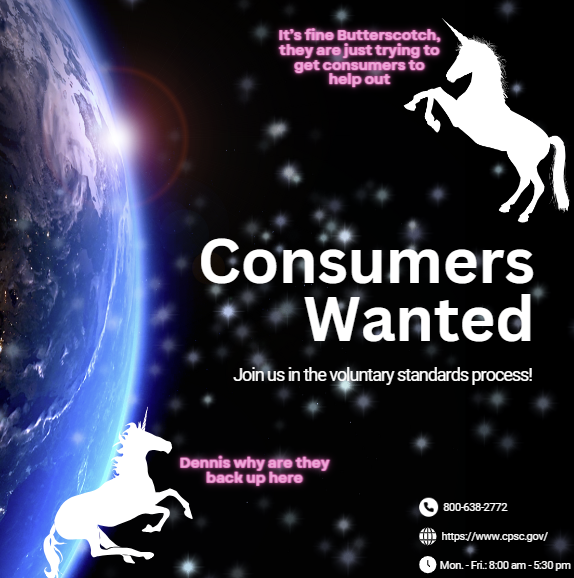 It's fine Butterscotch,
they are just trying to
get consumers to
help out
Consumers
Wanted
Join us in the voluntary standards process!
Dennis why are they
back up here
800-638-2772
https://www.cpsc.gov/
Mon. - Fri.: 8:00 am - 5:30 pm